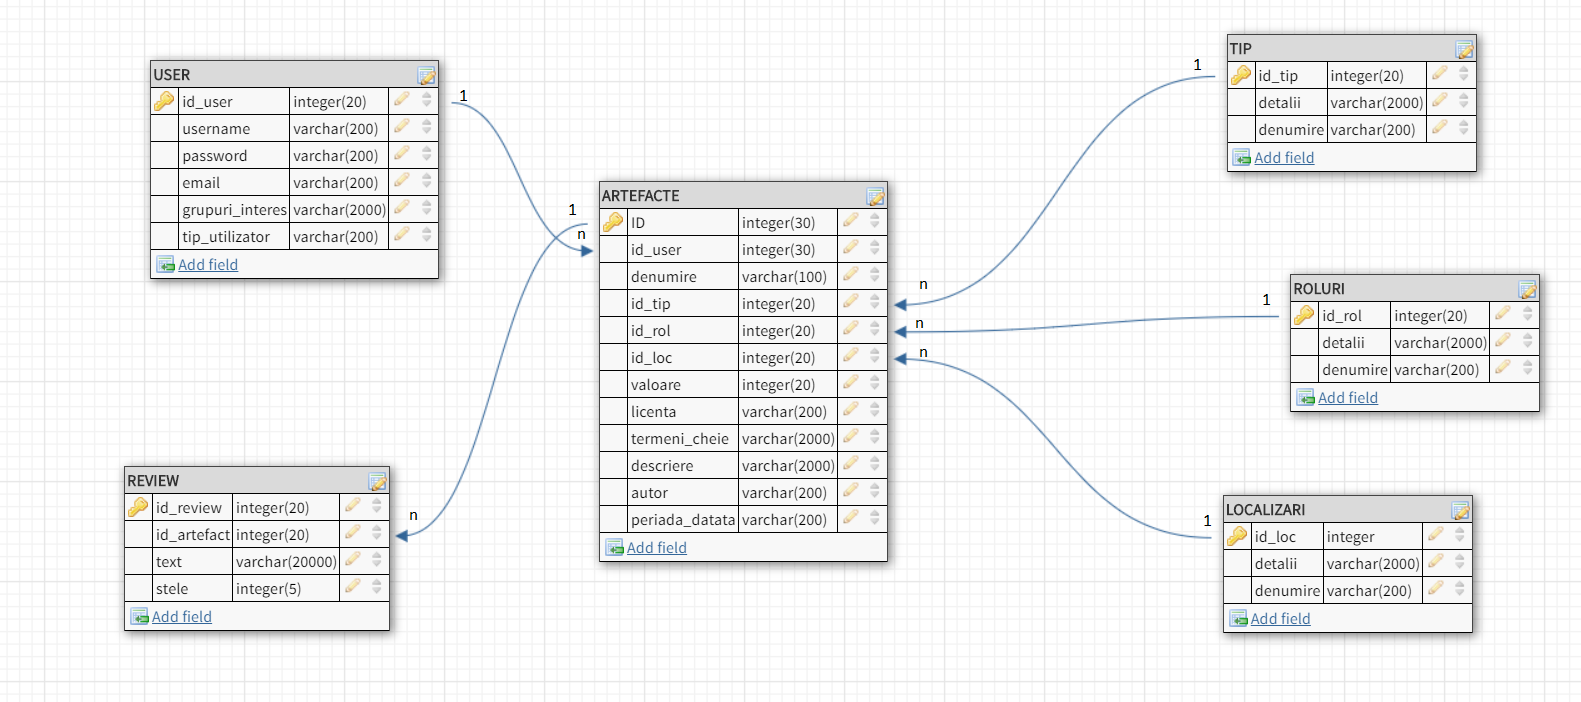 USER
id_user integer(20)
username varchar(200)
password varchar(200)
email varchar(200)
grupuri_interes varchar(2000)
tip_utilizator varchar(200)
Add field
1
1
n
ARTEFACTE
ID integer(30)
id_user integer(30)
denumire varchar(100)
id_tip integer(20)
id_rol integer(20)
id_loc integer(20)
valoare integer(20)
licenta varchar(200)
termeni_cheie varchar(2000)
descriere varchar(2000)
autor varchar(200)
periada_datata varchar(200)
Add field
REVIEW
id_review integer(20)
id_artefact integer(20)
text varchar(20000)
stele integer(5)
Add field
n
1
TIP
id_tip integer(20)
detalii varchar(2000)
denumire varchar(200)
Add field
n
1
n
n
ROLURI
id_rol integer(20)
detalii varchar(2000)
denumire varchar(200)
Add field
1
LOCALIZARI
id_loc integer
detalii varchar(2000)
denumire varchar(200)
Add field